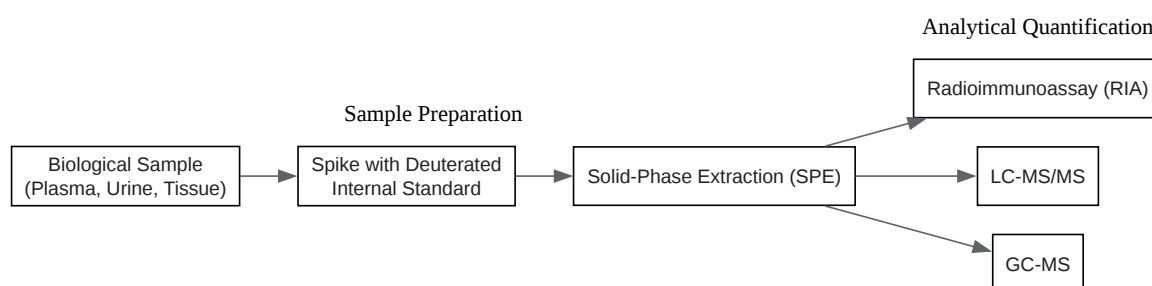 Analytical Quantification
Radioimmunoassay (RIA)
Sample Preparation
Biological Sample
(Plasma, Urine, Tissue)
Spike with Deuterated
Internal Standard
Solid-Phase Extraction (SPE)
LC-MS/MS
GC-MS